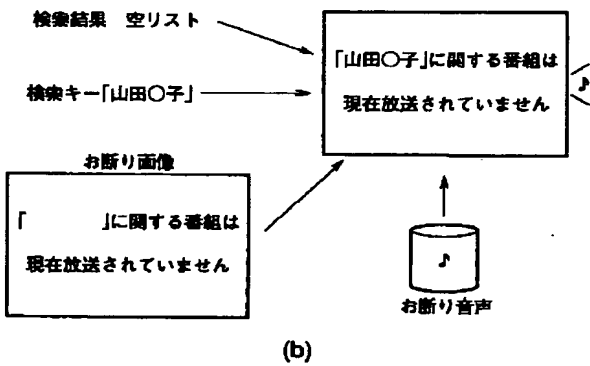 検索結果 空リスト
検索キー「山田〇子」
「山田〇子」に関する番組は
現在放送されていません
♪
お断り画像
「 」に関する番組は
現在放送されていません
♪
お断り音声
(b)